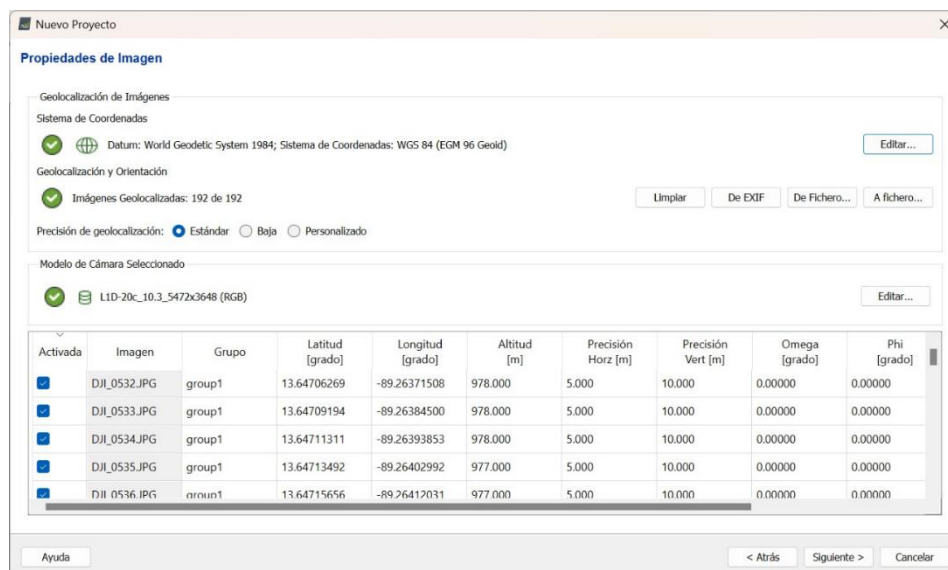 Nuevo Proyecto
Propiedades de Imagen
Geolocalización de Imágenes
Sistema de Coordenadas
Datum: World Geodetic System 1984; Sistema de Coordenadas: WGS 84 (EGM 96 Geoid)
Editar...
Geolocalización y Orientación
Imágenes Geolocalizadas: 192 de 192
Limpiar De EXIF De Fichero... A fichero...
Precisión de geolocalización: Estándar Baja Personalizado
Modelo de Cámara Seleccionado
L1D-20c_10.3_5472x3648 (RGB)
Editar...
Activada Imagen Grupo Latitud [grado] Longitud [grado] Altitud [m] Precisión Horz [m] Precisión Vert [m] Omega [grado] Phi [grado]
DJI_0532.JPG group1 13.64706269 -89.26371508 978.000 5.000 10.000 0.00000 0.00000
DJI_0533.JPG group1 13.64709194 -89.26384500 978.000 5.000 10.000 0.00000 0.00000
DJI_0534.JPG group1 13.64711311 -89.26393853 978.000 5.000 10.000 0.00000 0.00000
DJI_0535.JPG group1 13.64713492 -89.26402992 977.000 5.000 10.000 0.00000 0.00000
DJI_0536.JPG group1 13.64715656 -89.26412031 977.000 5.000 10.000 0.00000 0.00000
Ayuda < Atrás Siguiente > Cancelar